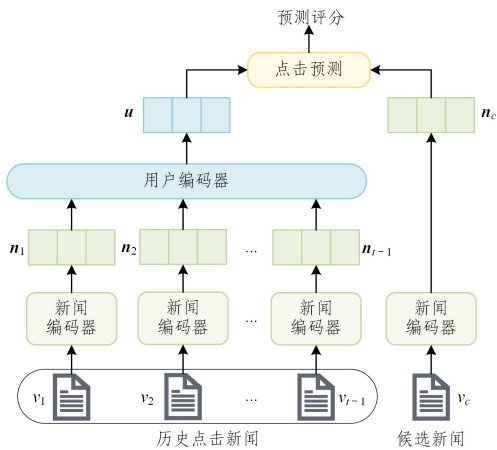 预测评分
点击预测
u
n_c
用户编码器
n_1 n_2 ... n_{t-1}
新闻编码器 新闻编码器 ... 新闻编码器 新闻编码器
v_1 v_2 ... v_{t-1} v_c
历史点击新闻 候选新闻